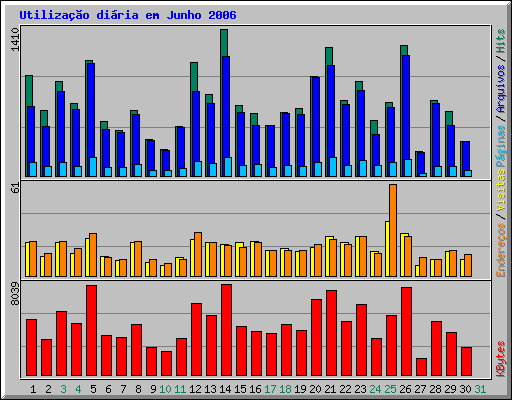 Utilização diária em Junho 2006
1410
61
8039
Endereços / Visitas Páginas / Arquivos / Hits
KBytes
1 2 3 4 5 6 7 8 9 10 11 12 13 14 15 16 17 18 19 20 21 22 23 24 25 26 27 28 29 30 31